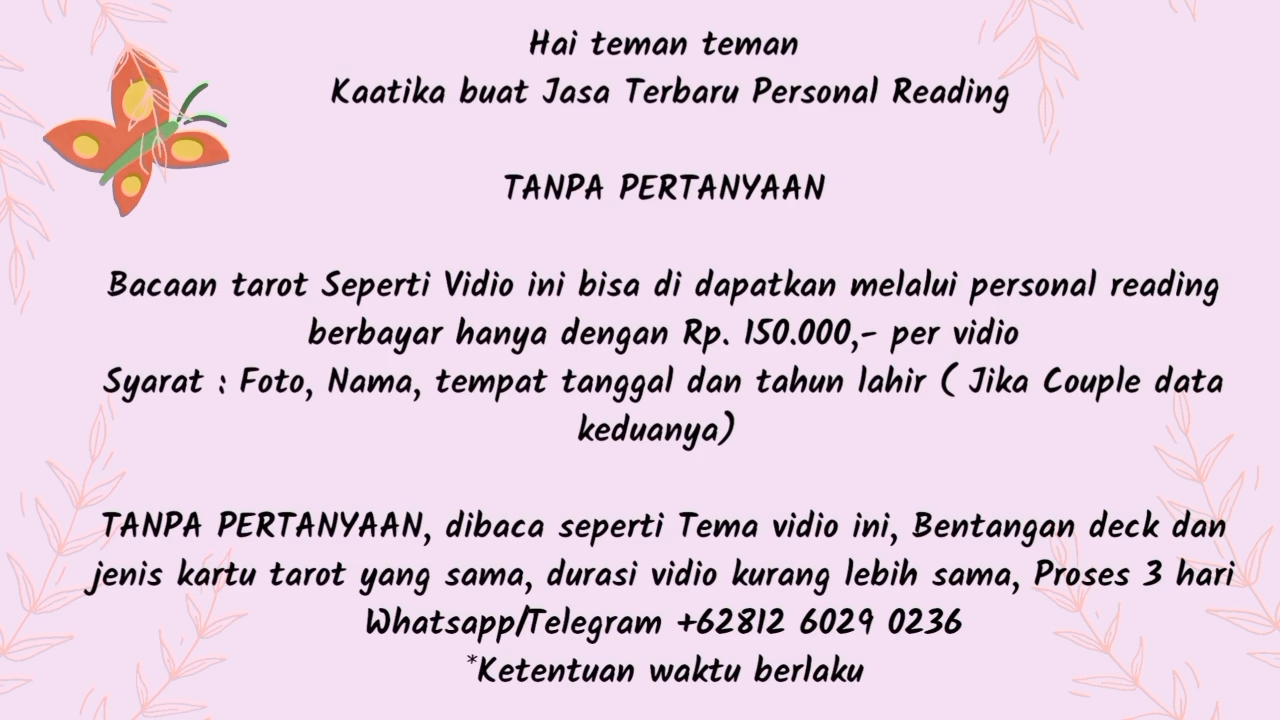 Hai teman teman
Kaatika buat Jasa Terbaru Personal Reading
TANPA PERTANYAAN
Bacaan tarot Seperti Vidio ini bisa di dapatkan melalui personal reading
berbayar hanya dengan Rp. 150.000,- per vidio
Syarat : Foto, Nama, tempat tanggal dan tahun lahir ( Jika Couple data
keduanya)
TANPA PERTANYAAN, dibaca seperti Tema vidio ini, Bentangan deck dan
jenis kartu tarot yang sama, durasi vidio kurang lebih sama, Proses 3 hari
Whatsapp/Telegram +62812 6029 0236
*Ketentuan waktu berlaku